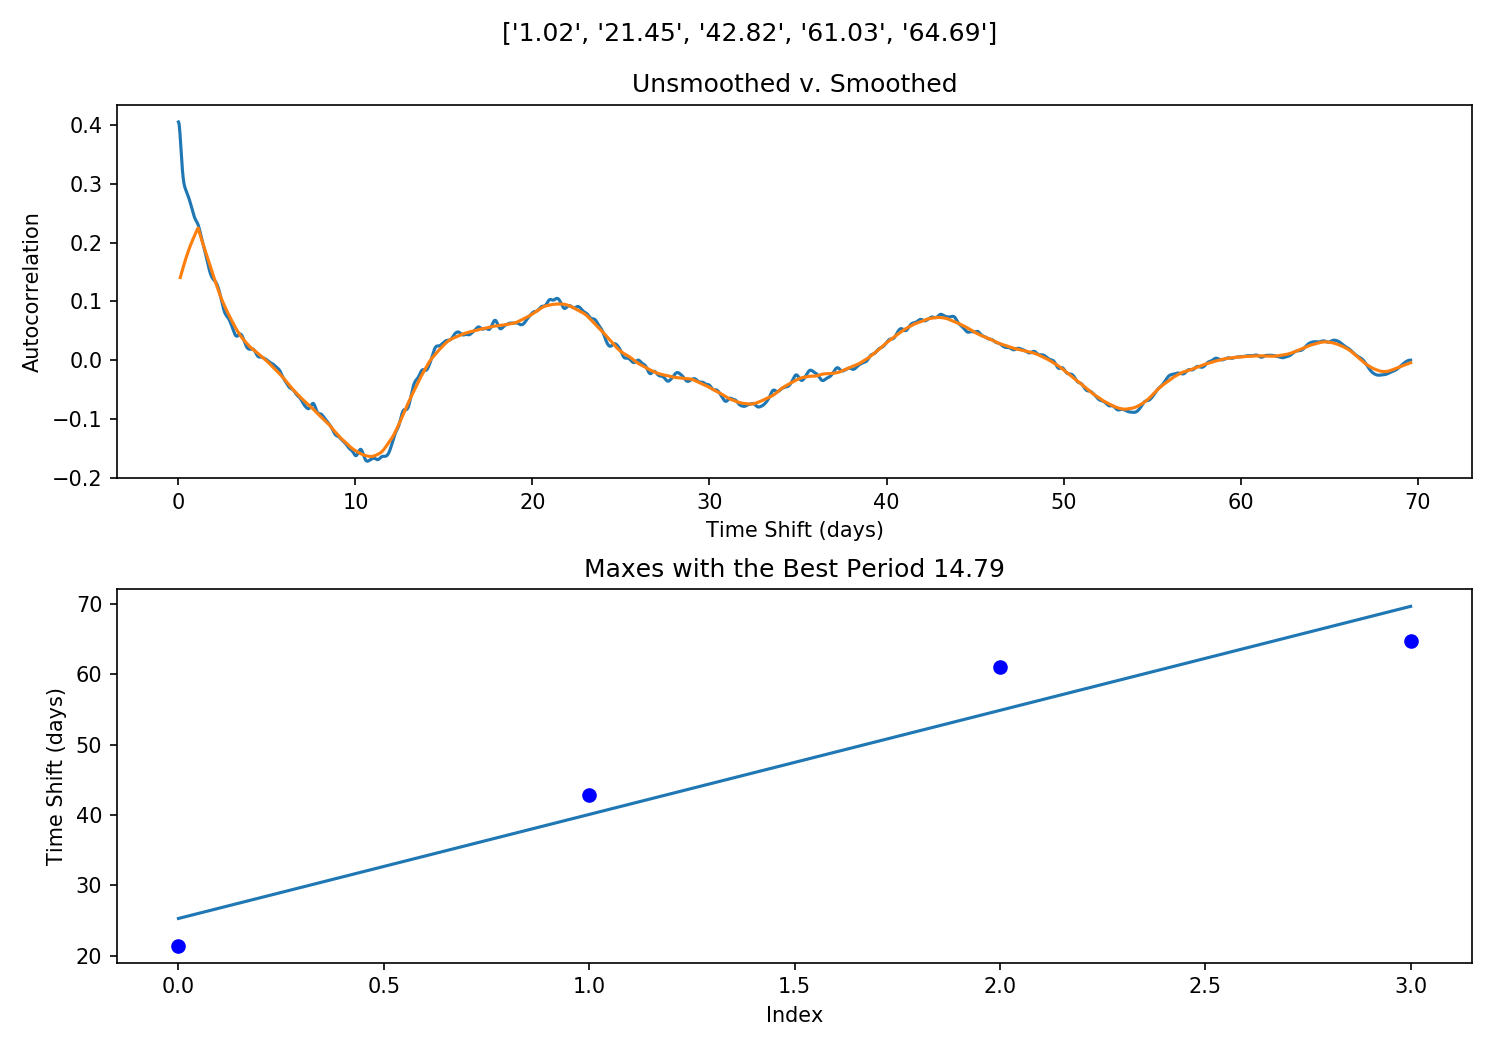 ['1.02', '21.45', '42.82', '61.03', '64.69']
Unsmoothed v. Smoothed
Autocorrelation
0.4
0.3
0.2
0.1
0.0
−0.1
−0.2
0 10 20 30 40 50 60 70
Time Shift (days)
Maxes with the Best Period 14.79
Time Shift (days)
70
60
50
40
30
20
0.0 0.5 1.0 1.5 2.0 2.5 3.0
Index